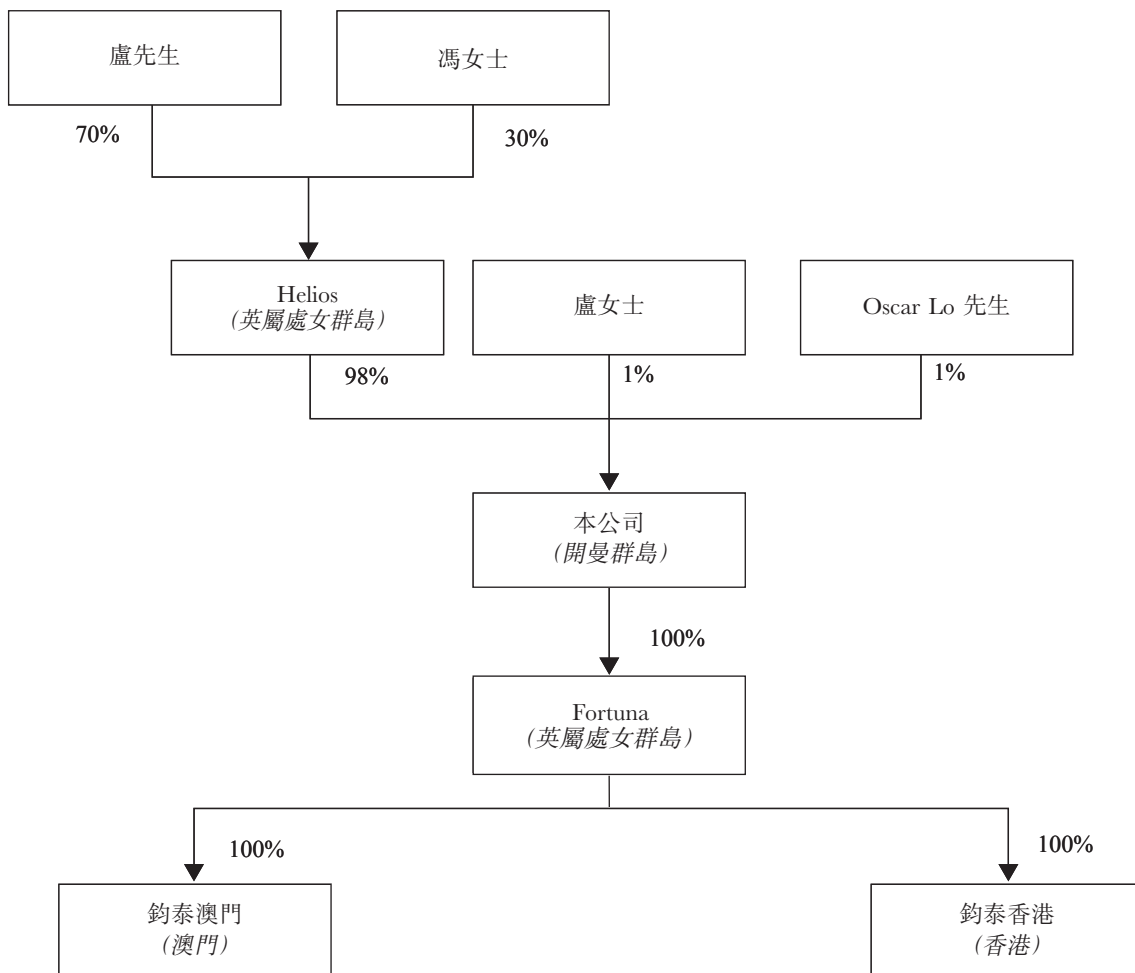 盧先生
馮女士
70%
30%
Helios
(英屬處女群島)
盧女士
Oscar Lo 先生
98%
1%
1%
本公司
(開曼群島)
100%
Fortuna
(英屬處女群島)
100%
100%
鈞泰澳門
(澳門)
鈞泰香港
(香港)